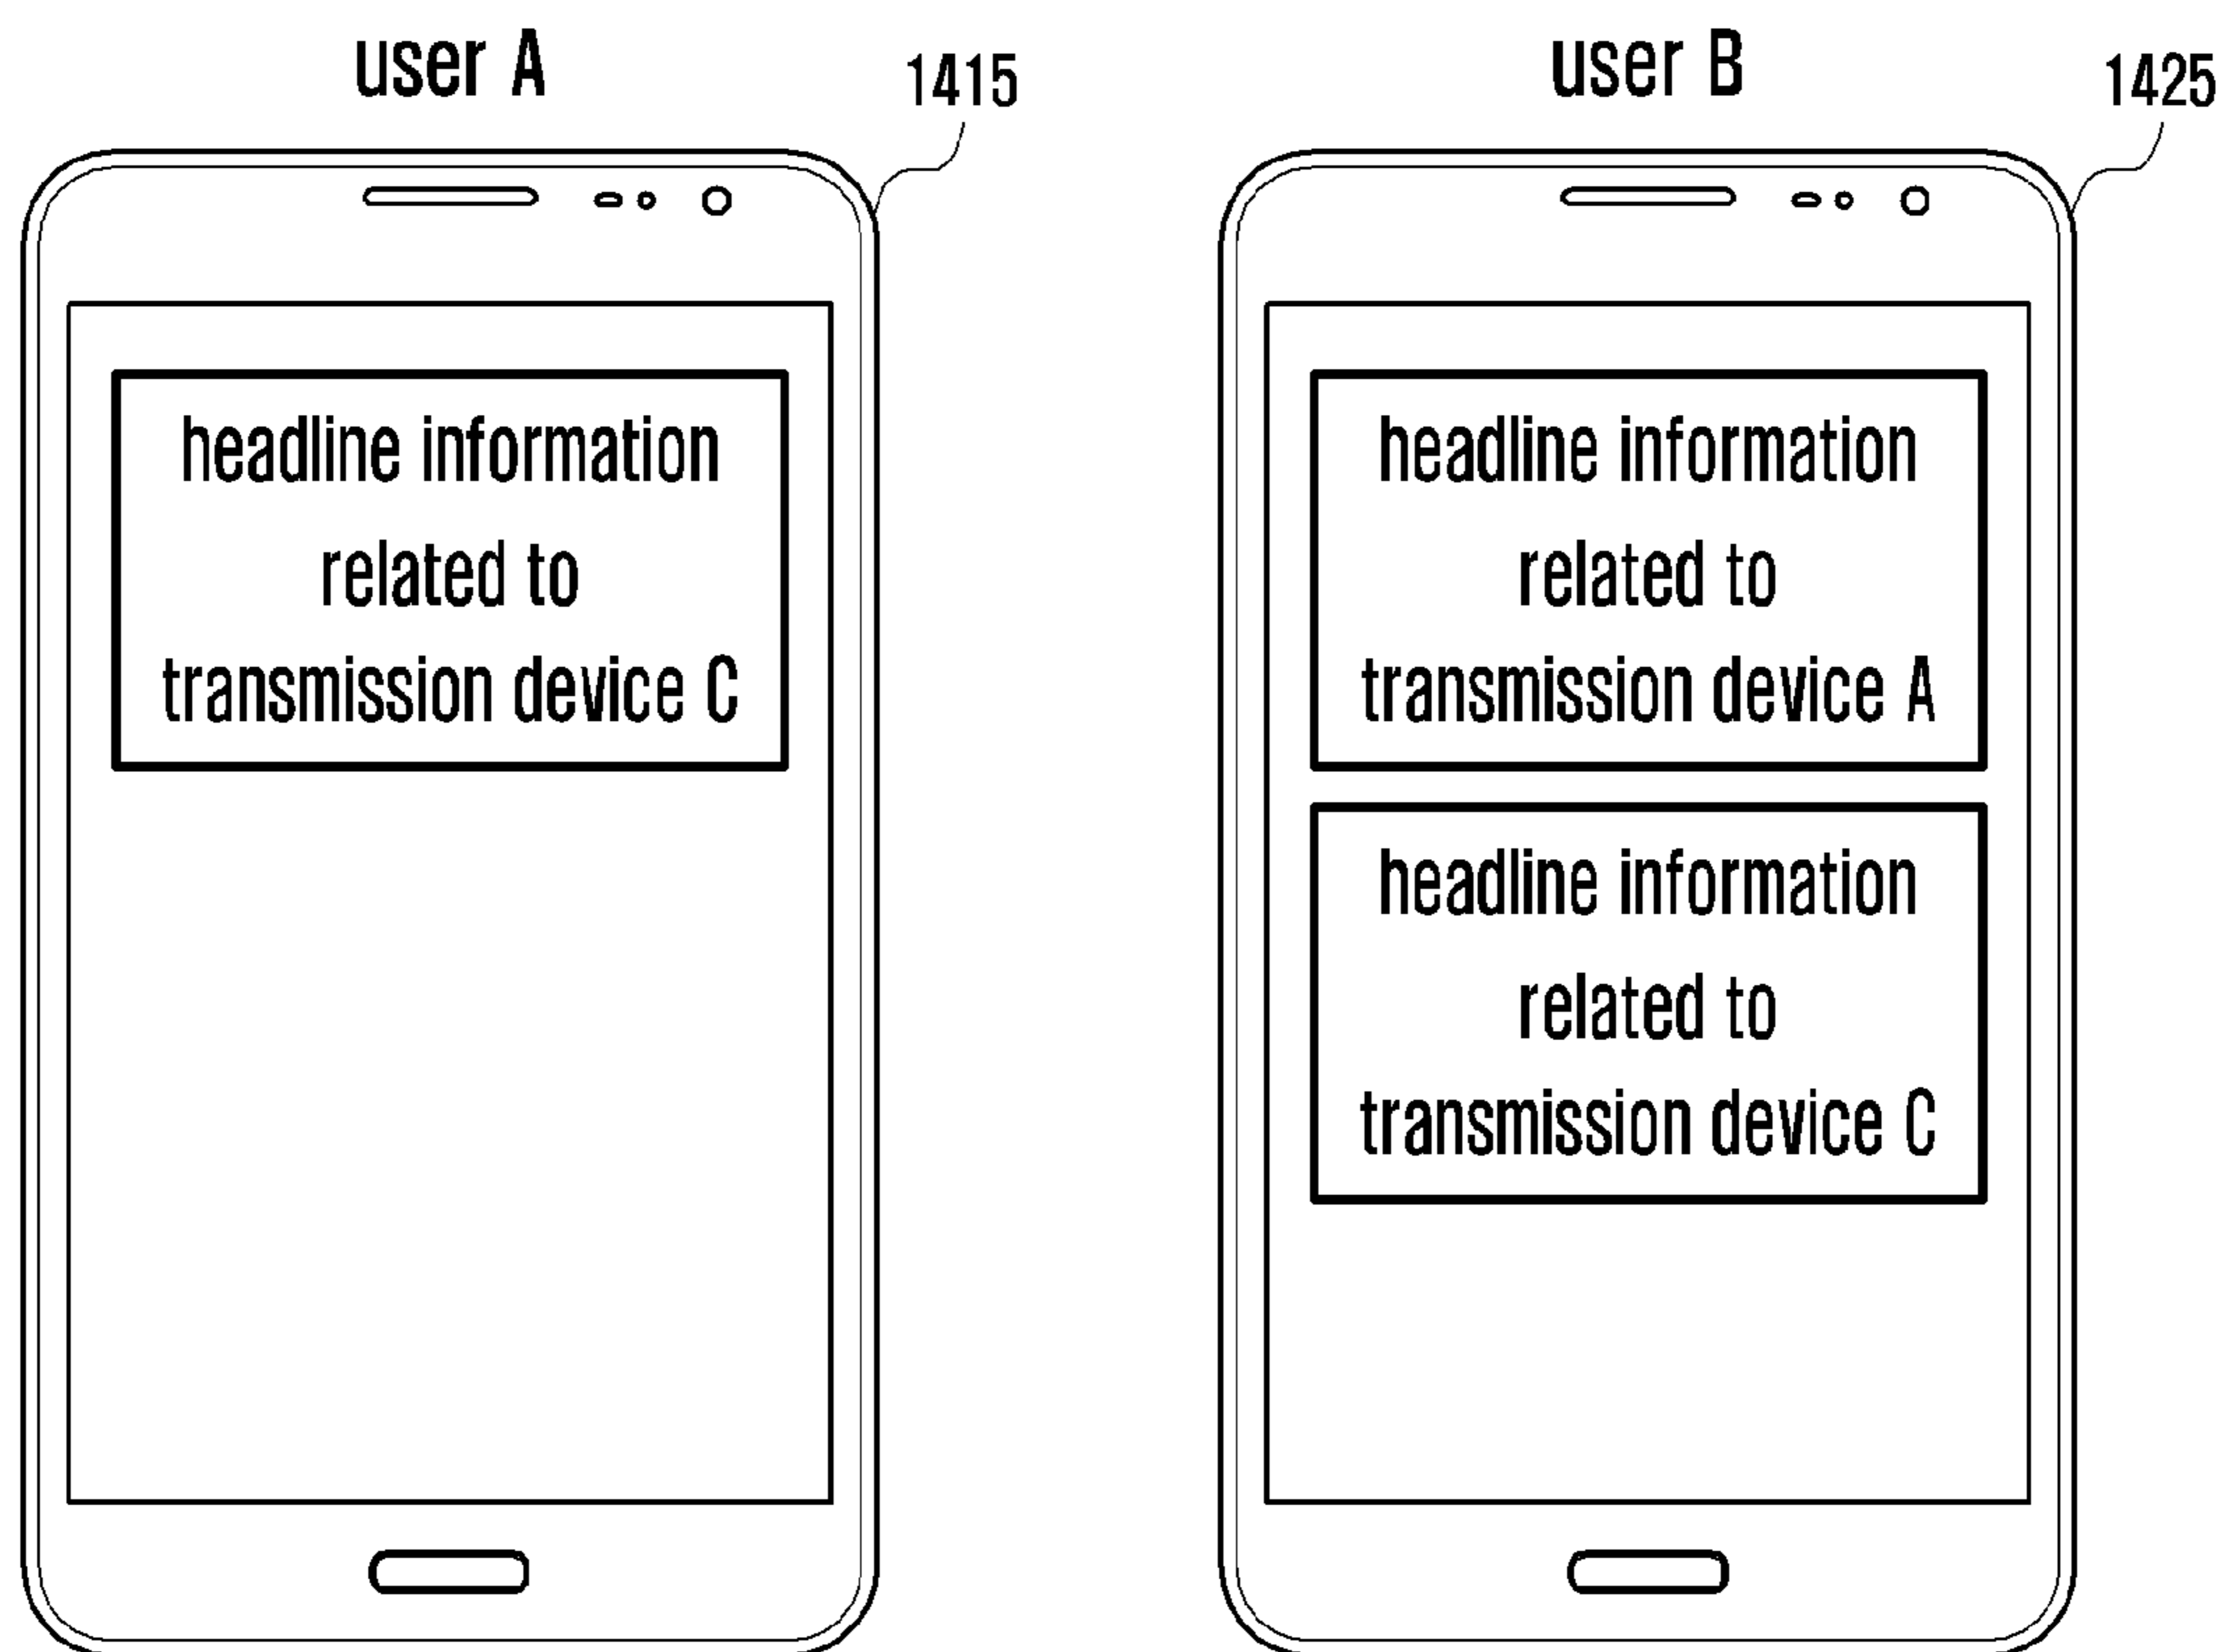 user A
1415
headline information
related to
transmission device C
user B
1425
headline information
related to
transmission device A
headline information
related to
transmission device C